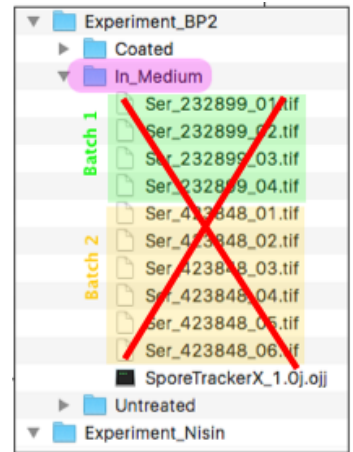 Experiment_BP2
Coated
In_Medium
Batch 1
Ser_232899_01.tif
Ser_232899_02.tif
Ser_232899_03.tif
Ser_232899_04.tif
Batch 2
Ser_423848_01.tif
Ser_423848_02.tif
Ser_423848_03.tif
Ser_423848_04.tif
Ser_423848_05.tif
Ser_423848_06.tif
SporeTrackerX_1.0j.ojj
Untreated
Experiment_Nisin